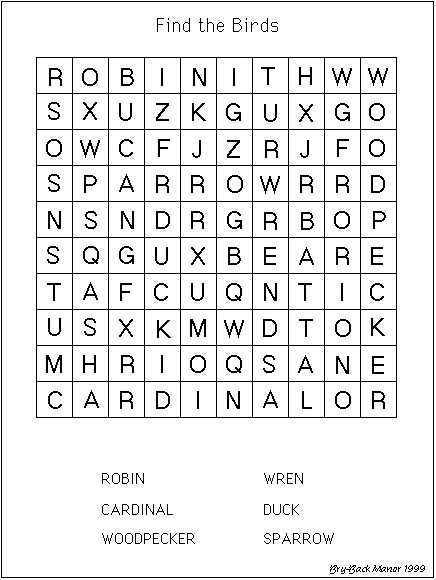 Find the Birds
R O B I N I T H W W
S X U Z K G U X G O
O W C F J Z R J F O
S P A R R O W R R D
N S N D R G R B O P
S Q G U X B E A R E
T A F C U Q N T I C
U S X K M W D T O K
M H R I O Q S A N E
C A R D I N A L O R
ROBIN WREN
CARDINAL DUCK
WOODPECKER SPARROW
Bry-Back Manor 1999